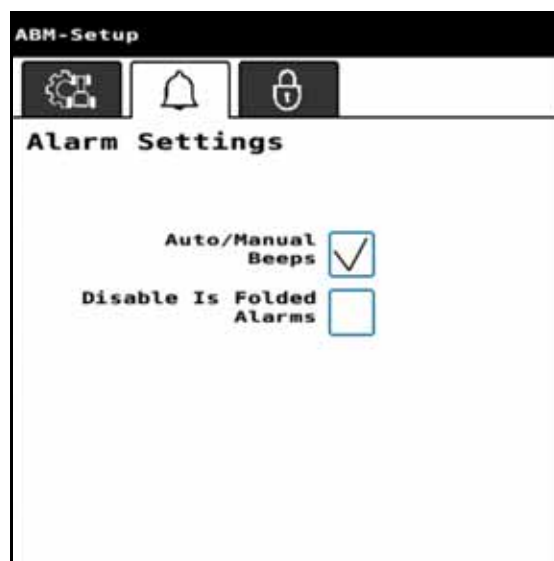 ABM-Setup
Alarm Settings
Auto/Manual
Beeps
Disable Is Folded
Alarms